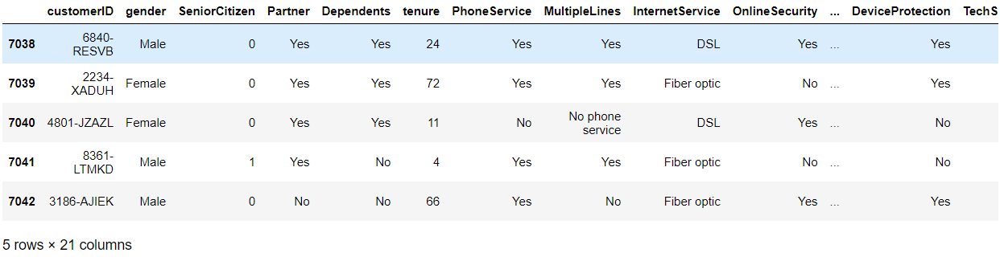 customerID gender SeniorCitizen Partner Dependents tenure PhoneService MultipleLines InternetService OnlineSecurity ... DeviceProtection TechS
7038 6840-RESVB Male 0 Yes Yes 24 Yes Yes DSL Yes ... Yes
7039 2234-XADUH Female 0 Yes Yes 72 Yes Yes Fiber optic No ... Yes
7040 4801-JZAZL Female 0 Yes Yes 11 No No phone service DSL Yes ... No
7041 8361-LTMKD Male 1 Yes No 4 Yes Yes Fiber optic No ... No
7042 3186-AJIEK Male 0 No No 66 Yes No Fiber optic Yes ... Yes
5 rows × 21 columns